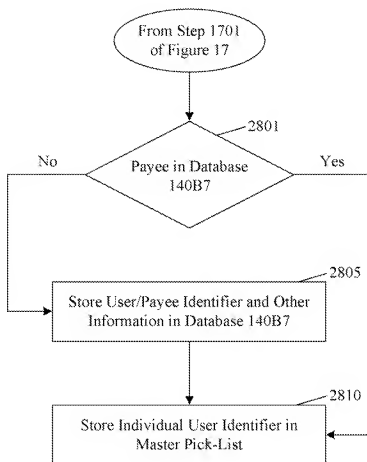 From Step 1701
of Figure 17
2801
No
Payee in Database
140B7
Yes
2805
Store User/Payee Identifier and Other
Information in Database 140B7
2810
Store Individual User Identifier in
Master Pick-List